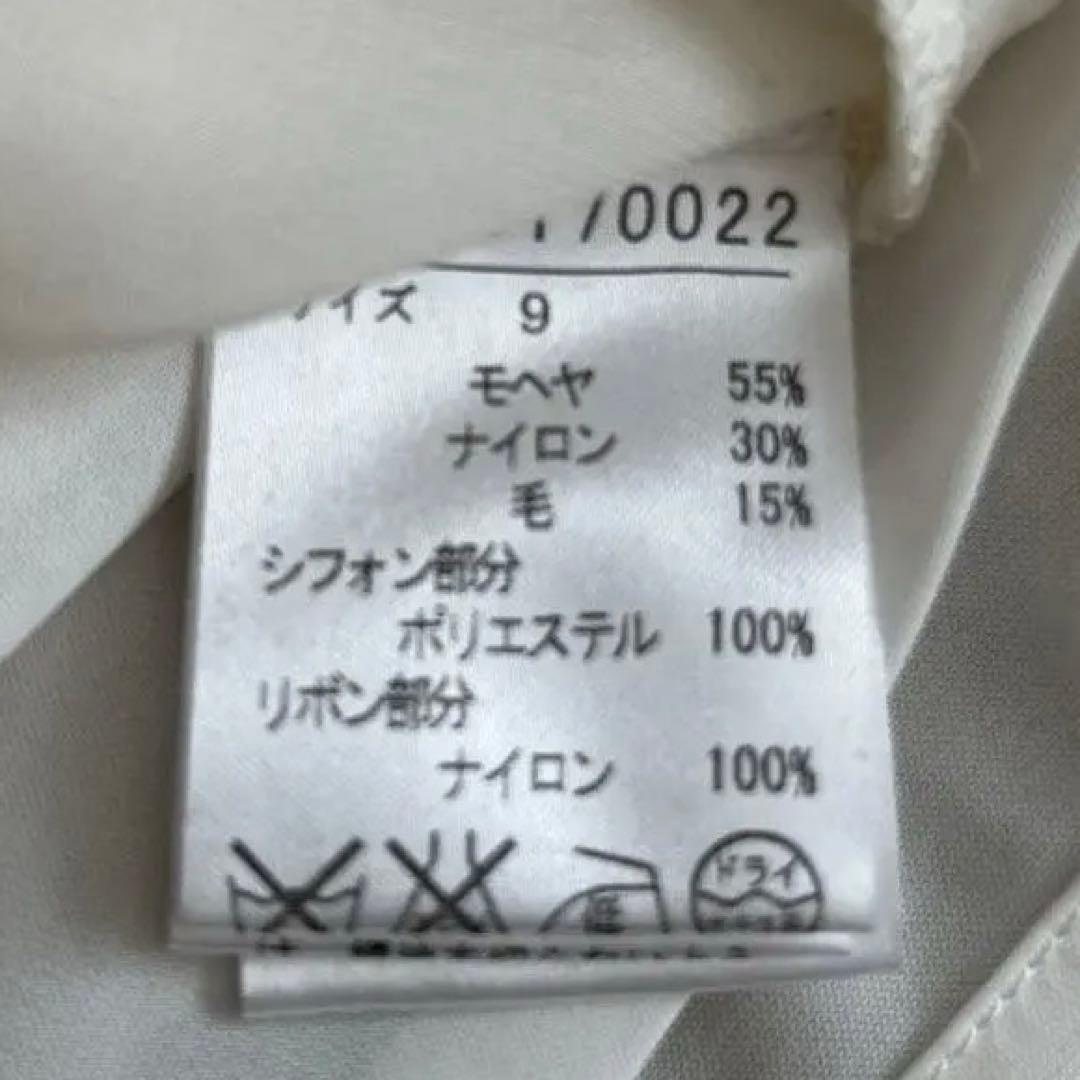 /0022
イズ 9
モヘヤ 55%
ナイロン 30%
毛 15%
シフォン部分
ポリエステル 100%
リボン部分
ナイロン 100%
ドライ